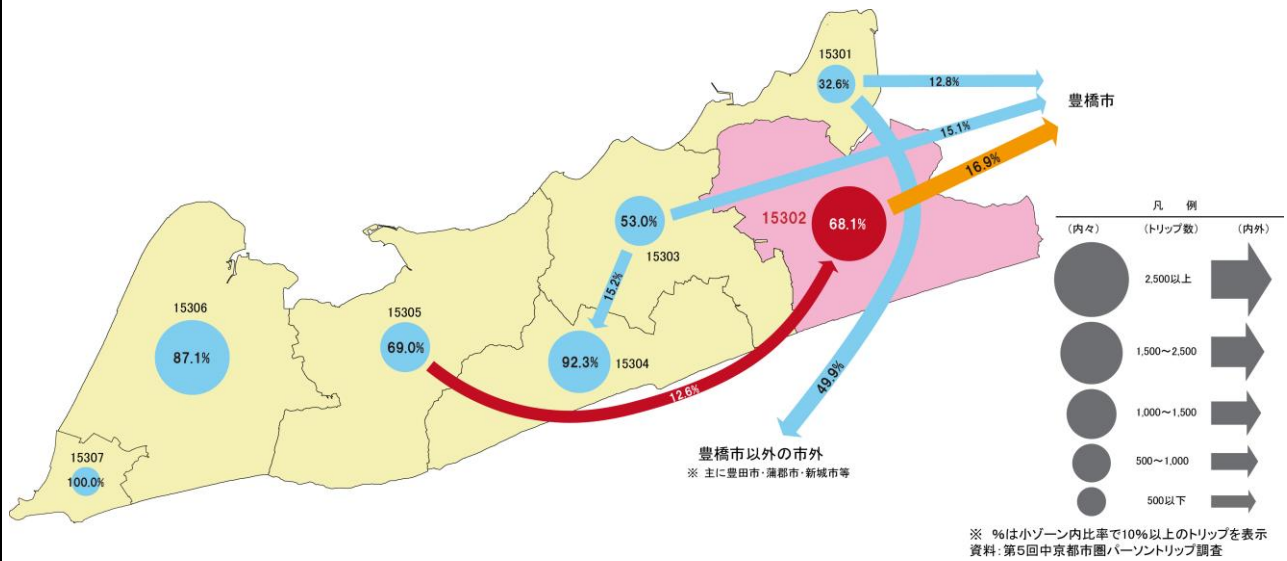 15301
32.6%
12.8%
豊橋市
15.1%
16.9%
15302
68.1%
53.0%
15303
15.2%
15306
87.1%
15305
69.0%
92.3%
15304
12.6%
49.9%
15307
100.0%
豊橋市以外の市外
※ 主に豊田市・蒲郡市・新城市等
凡 例
(内々) (トリップ数) (内外)
2,500以上
1,500～2,500
1,000～1,500
500～1,000
500以下
※ %は小ゾーン内比率で10%以上のトリップを表示
資料:第5回中京都市圏パーソントリップ調査